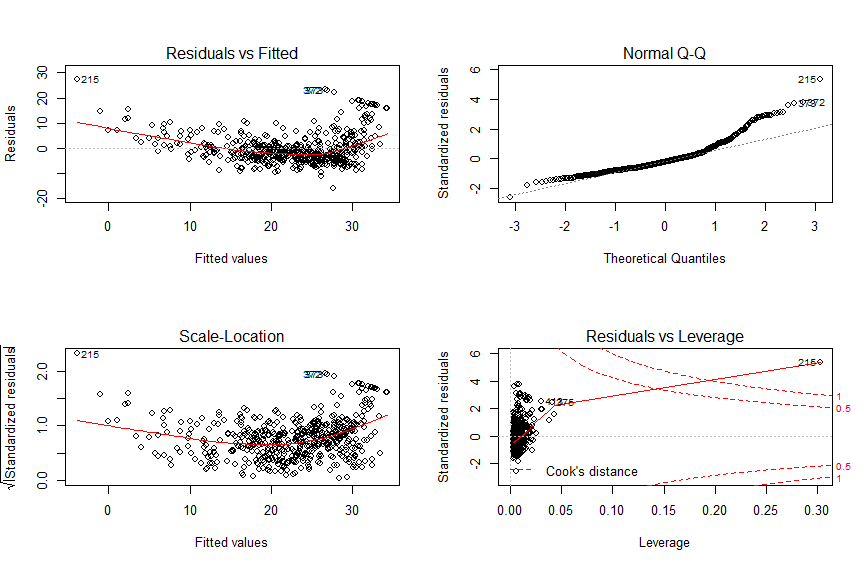 Residuals vs Fitted
Residuals
30
20
10
0
-20
0 10 20 30
Fitted values
215
Normal Q-Q
Standardized residuals
6
4
2
0
-2
-3 -2 -1 0 1 2 3
Theoretical Quantiles
215
Scale-Location
√|Standardized residuals|
2.0
1.0
0.0
0 10 20 30
Fitted values
215
Residuals vs Leverage
Standardized residuals
6
4
2
0
-2
0.00 0.05 0.10 0.15 0.20 0.25 0.30
Leverage
215
Cook's distance
1
0.5
0.5
1